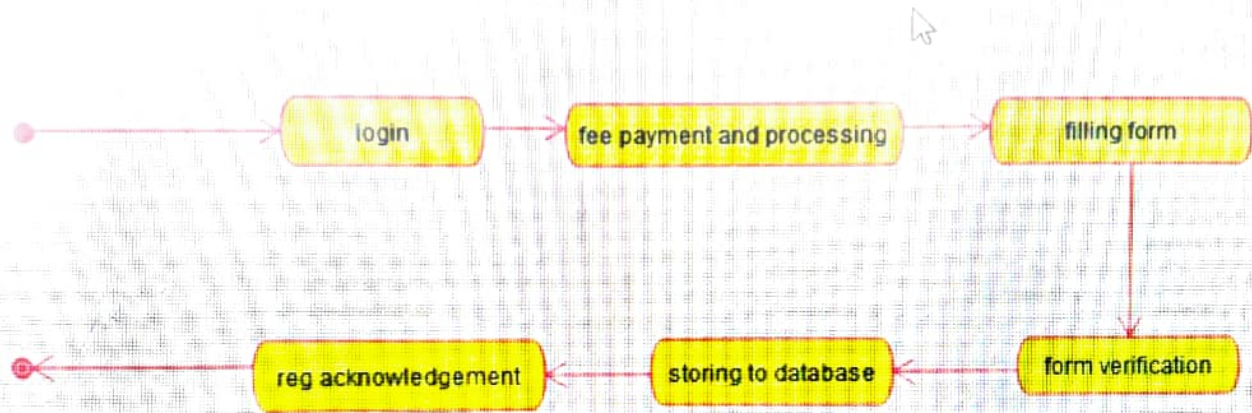 login
fee payment and processing
filling form
form verification
storing to database
reg acknowledgement